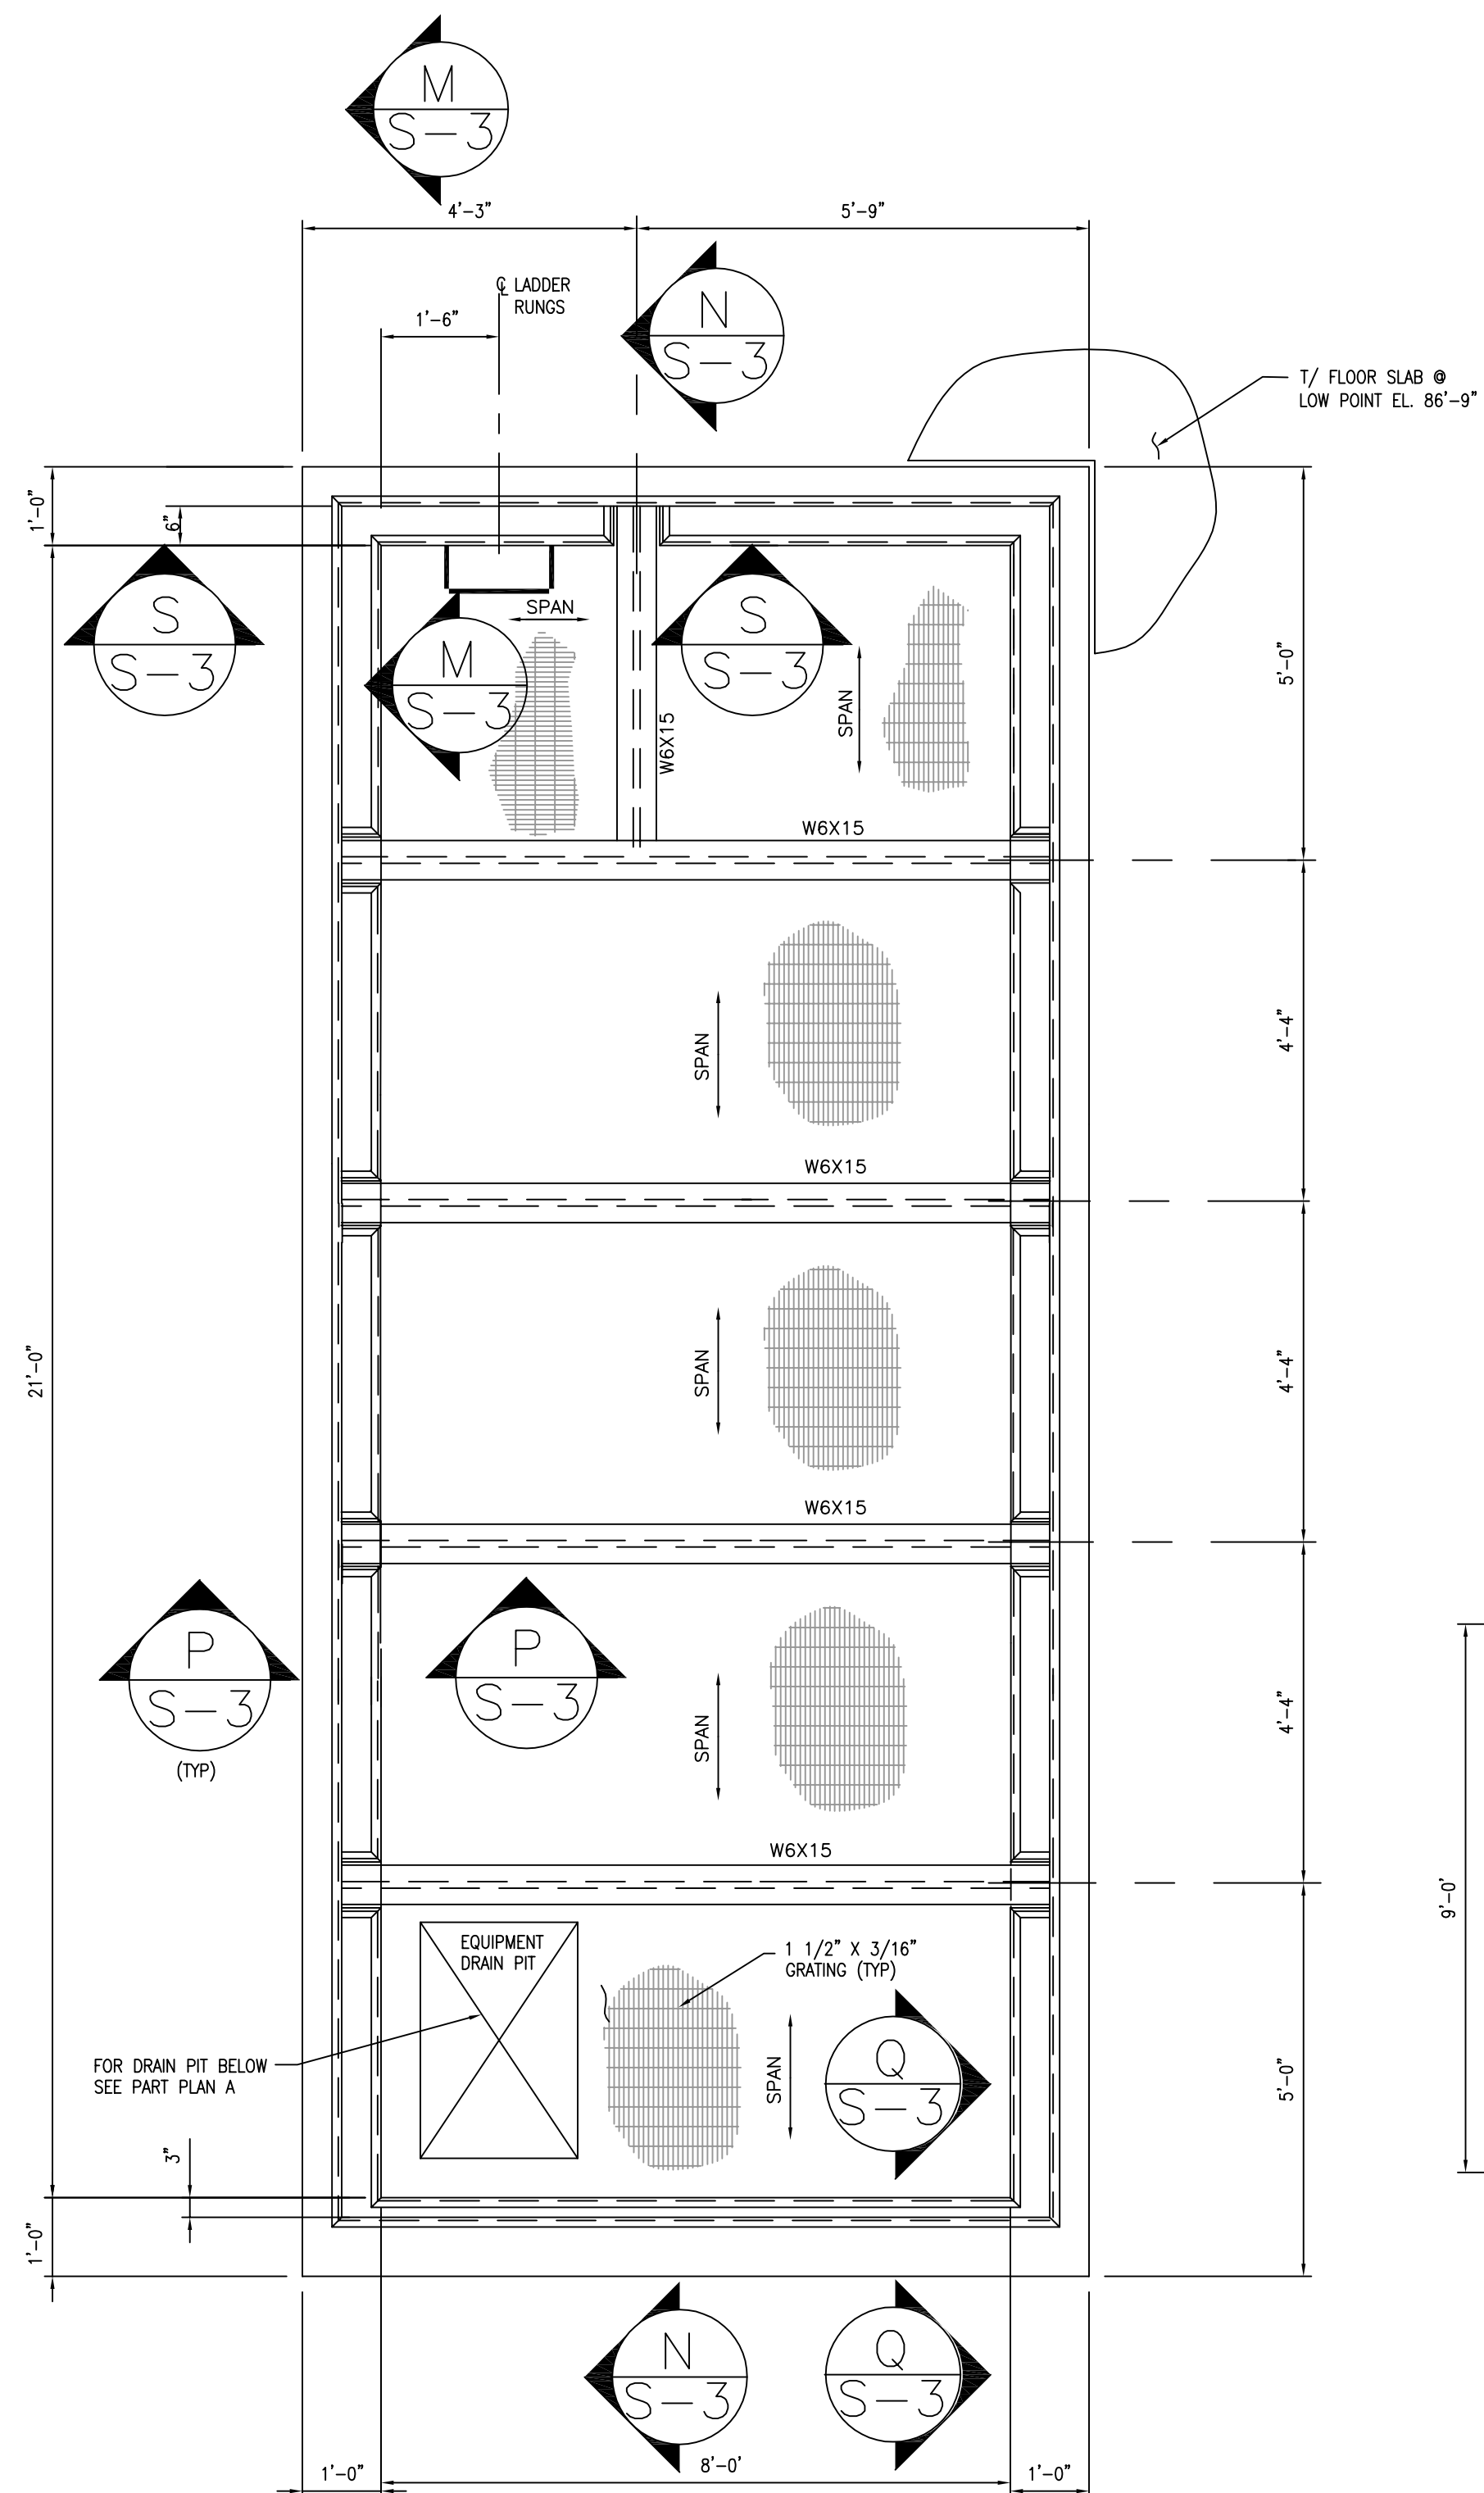 M
S-3
4'-3"
5'-9"
℄ LADDER
RUNGS
1'-6"
N
S-3
T/ FLOOR SLAB @
LOW POINT EL. 86'-9"
1'-0"
6"
S
S-3
SPAN
M
S-3
S
S-3
W6X15
SPAN
5'-0"
W6X15
SPAN
4'-4"
W6X15
21'-0"
SPAN
4'-4"
W6X15
P
S-3
(TYP)
P
S-3
SPAN
4'-4"
W6X15
9'-0'
EQUIPMENT
DRAIN PIT
1 1/2" X 3/16"
GRATING (TYP)
FOR DRAIN PIT BELOW
SEE PART PLAN A
SPAN
Q
S-3
5'-0"
3"
1'-0"
N
S-3
Q
S-3
1'-0"
8'-0'
1'-0"